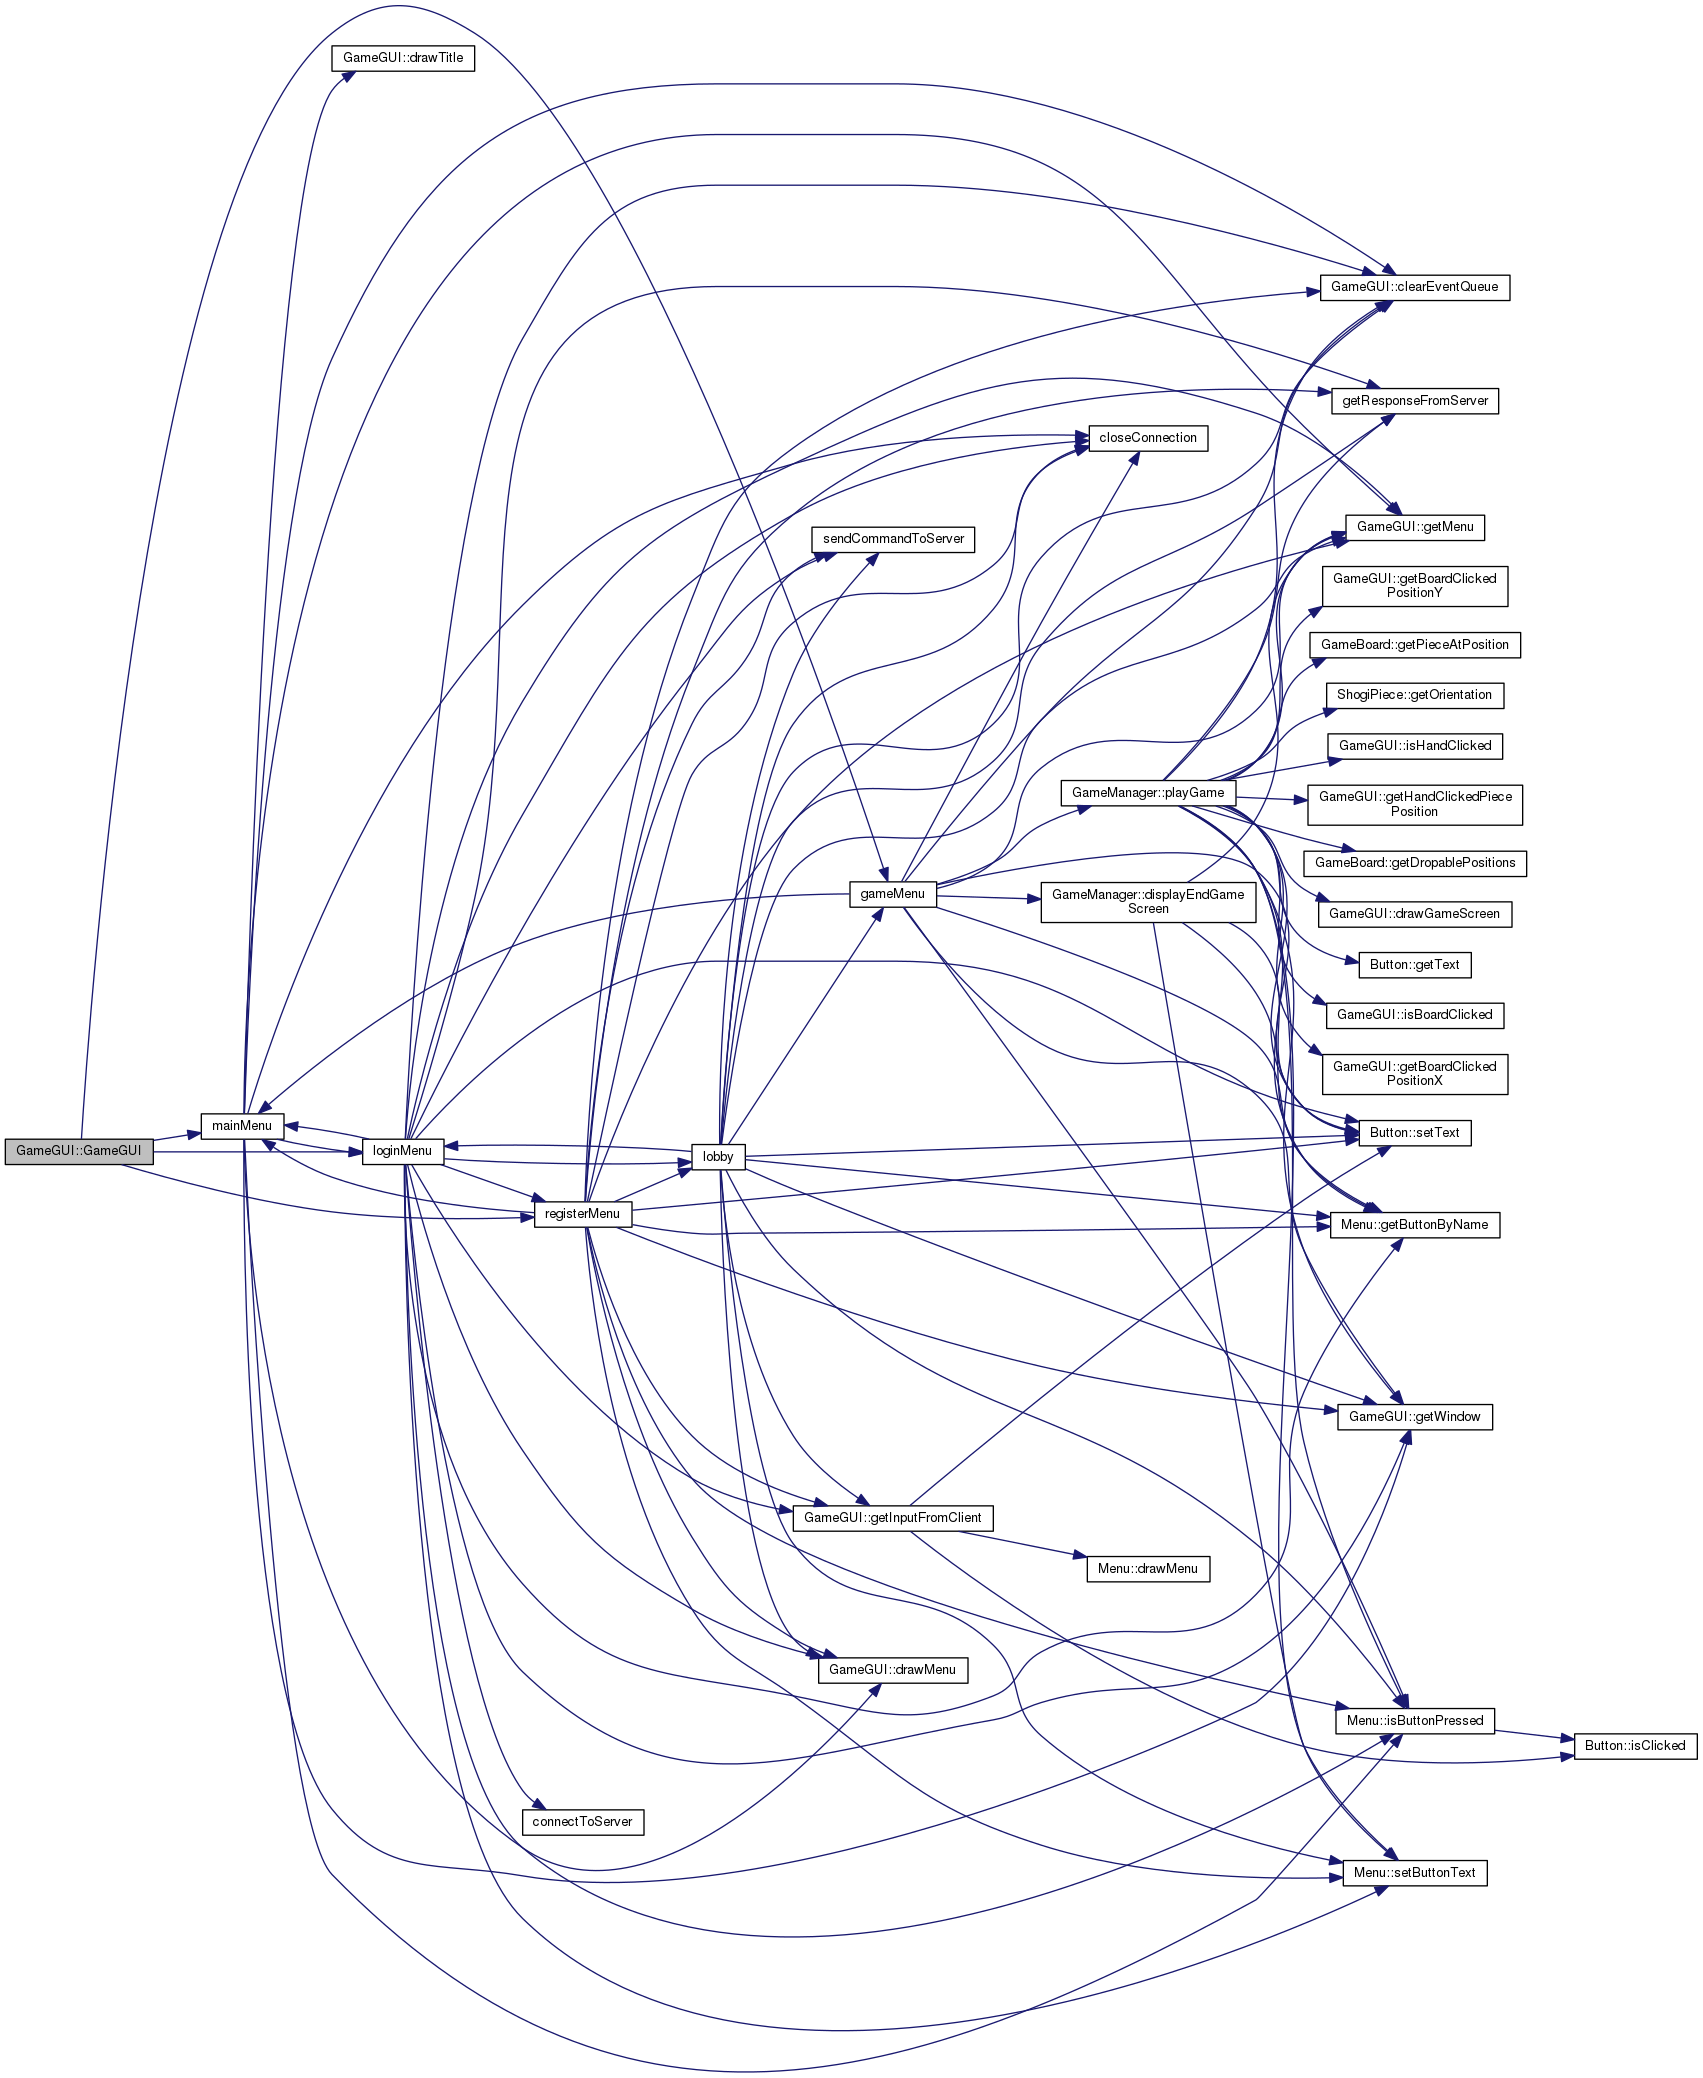 GameGUI::drawTitle
GameGUI::clearEventQueue
getResponseFromServer
closeConnection
GameGUI::getMenu
sendCommandToServer
GameGUI::getBoardClicked
PositionY
GameBoard::getPieceAtPosition
ShogiPiece::getOrientation
GameGUI::isHandClicked
GameManager::playGame
GameGUI::getHandClickedPiece
Position
GameBoard::getDropablePositions
gameMenu
GameManager::displayEndGame
Screen
GameGUI::drawGameScreen
Button::getText
GameGUI::isBoardClicked
GameGUI::getBoardClicked
PositionX
mainMenu
Button::setText
GameGUI::GameGUI
loginMenu
lobby
registerMenu
Menu::getButtonByName
GameGUI::getWindow
GameGUI::getInputFromClient
Menu::drawMenu
GameGUI::drawMenu
Menu::isButtonPressed
Button::isClicked
connectToServer
Menu::setButtonText